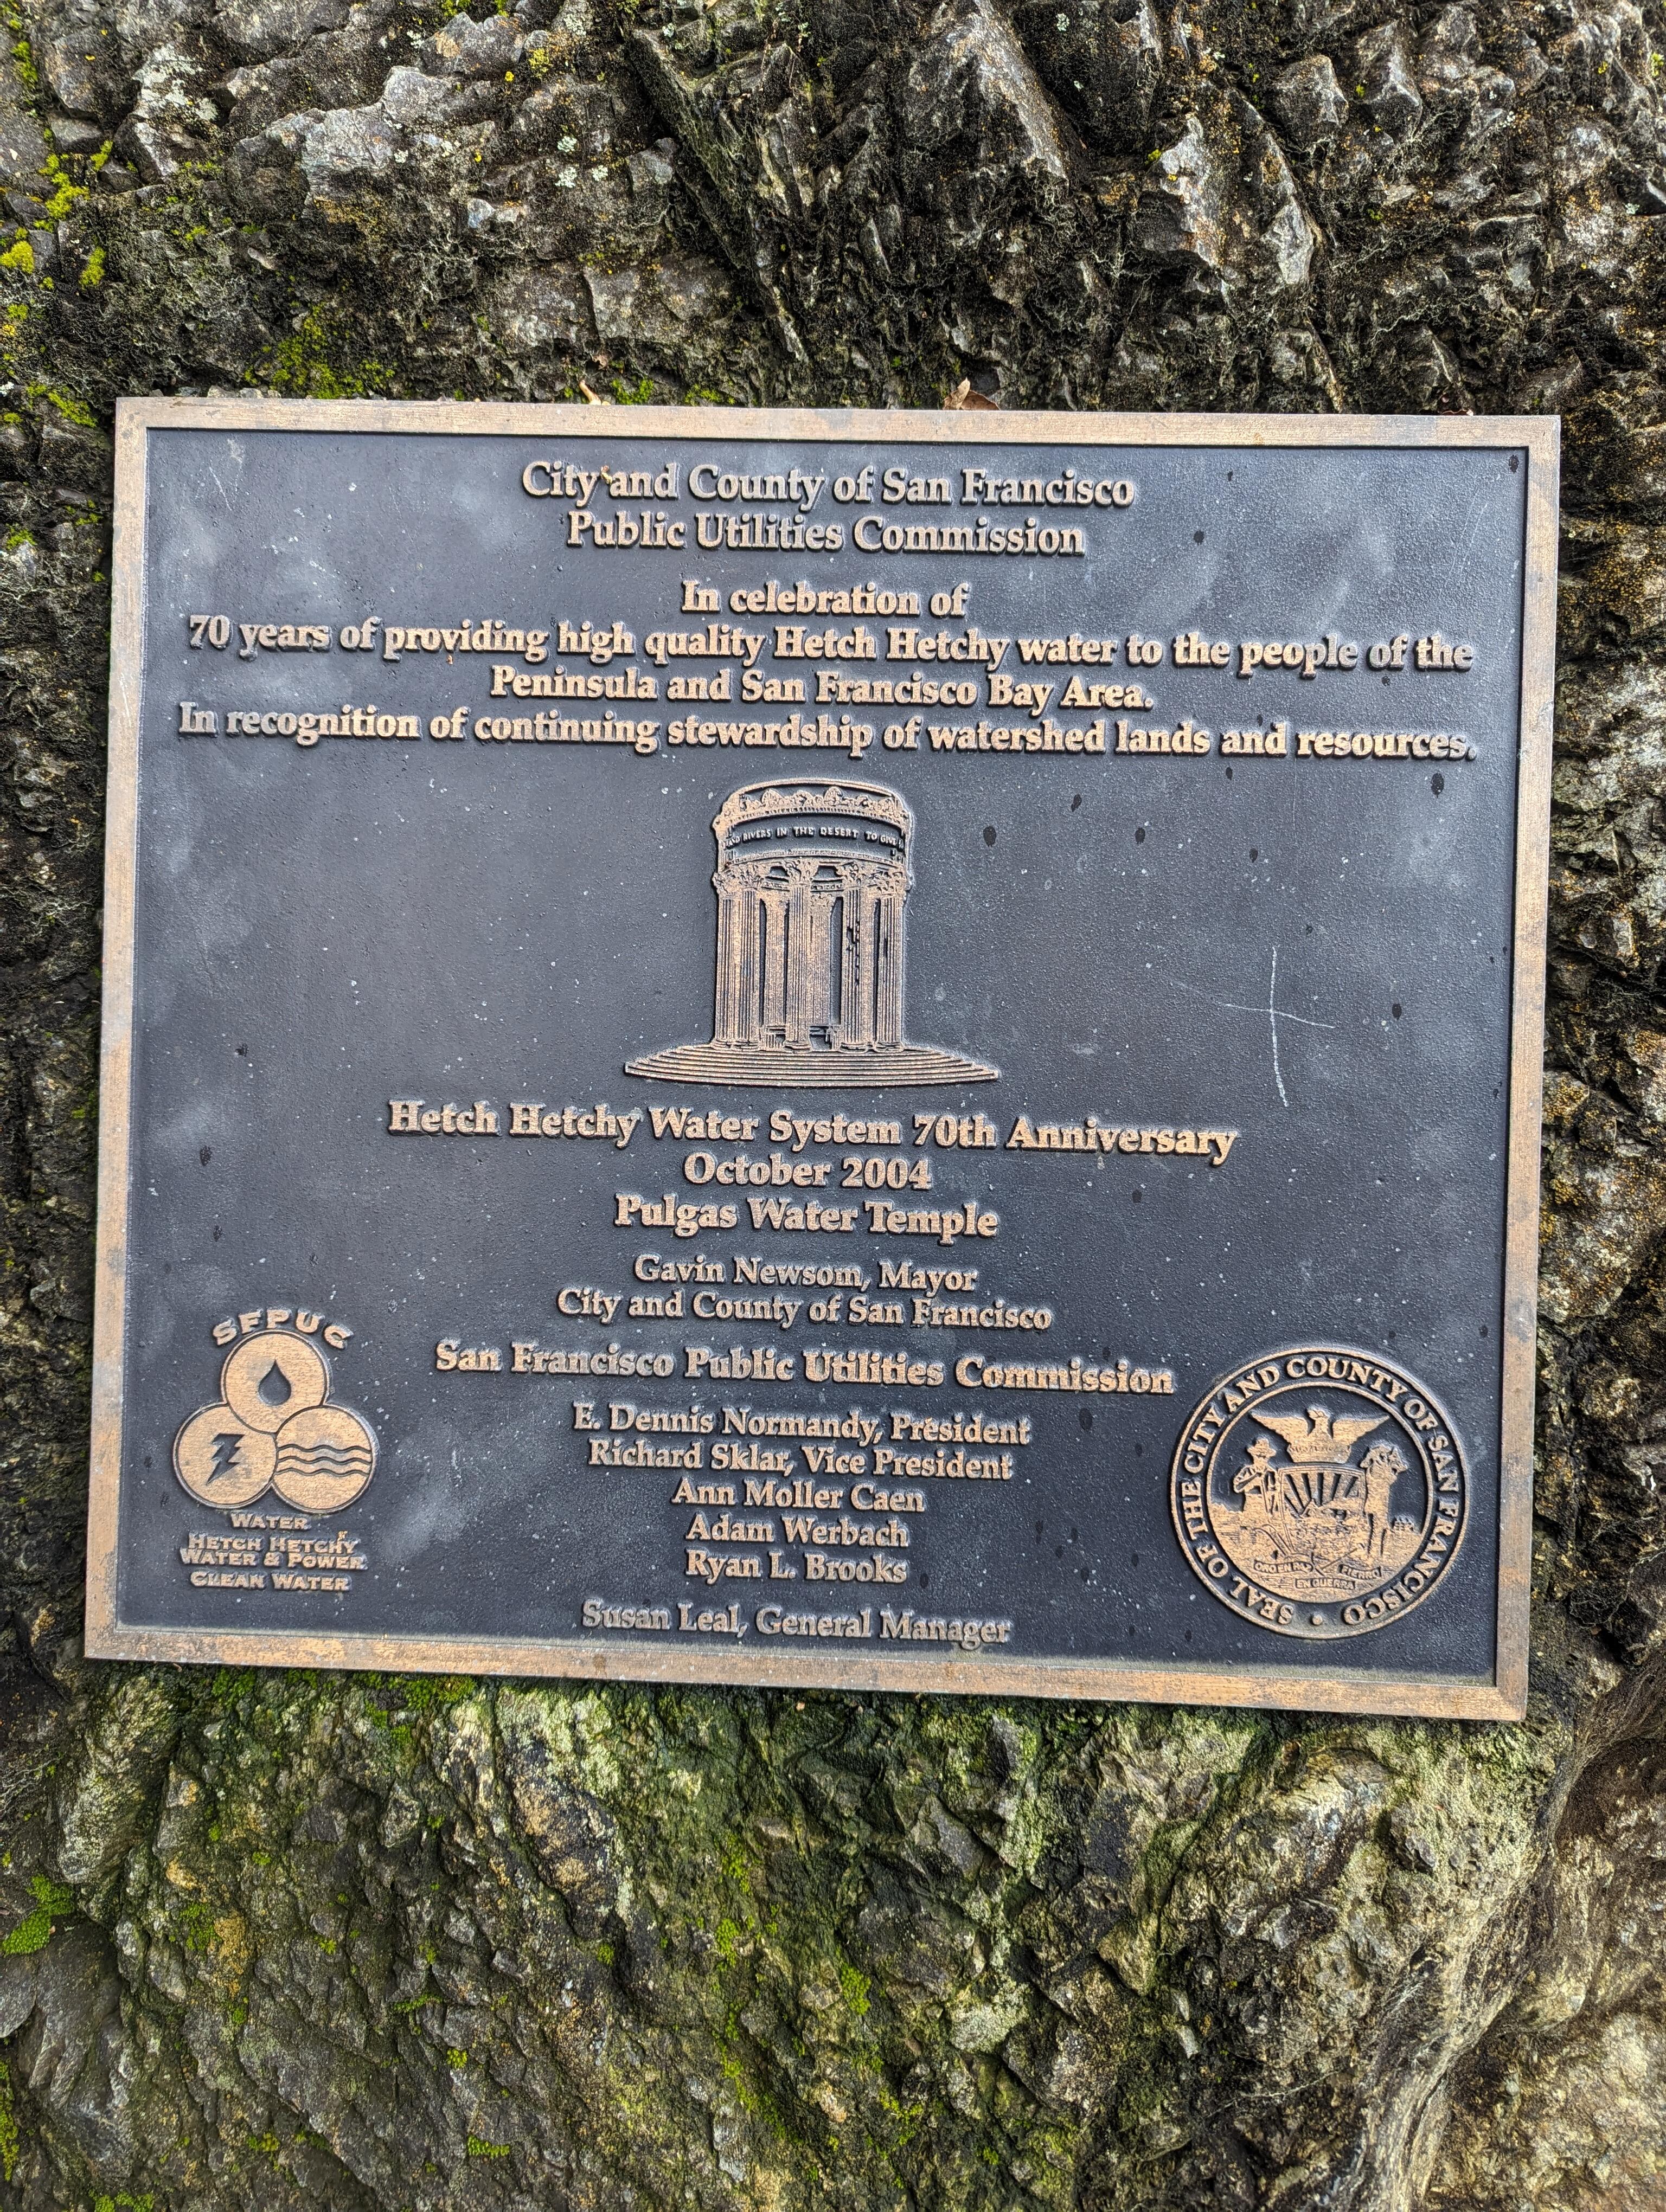 City and County of San Francisco
Public Utilities Commission
In celebration of
70 years of providing high quality Hetch Hetchy water to the people of the
Peninsula and San Francisco Bay Area.
In recognition of continuing stewardship of watershed lands and resources.
AND RIVERS IN THE DESERT TO GIVE
Hetch Hetchy Water System 70th Anniversary
October 2004
Pulgas Water Temple
Gavin Newsom, Mayor
City and County of San Francisco
San Francisco Public Utilities Commission
E. Dennis Normandy, President
Richard Sklar, Vice President
Ann Moller Caen
Adam Werbach
Ryan L. Brooks
Susan Leal, General Manager
SFPUC
WATER
HETCH HETCHY
WATER & POWER
CLEAN WATER
SEAL OF THE CITY AND COUNTY OF SAN FRANCISCO
ORO EN PAZ
FIERRO
EN GUERRA